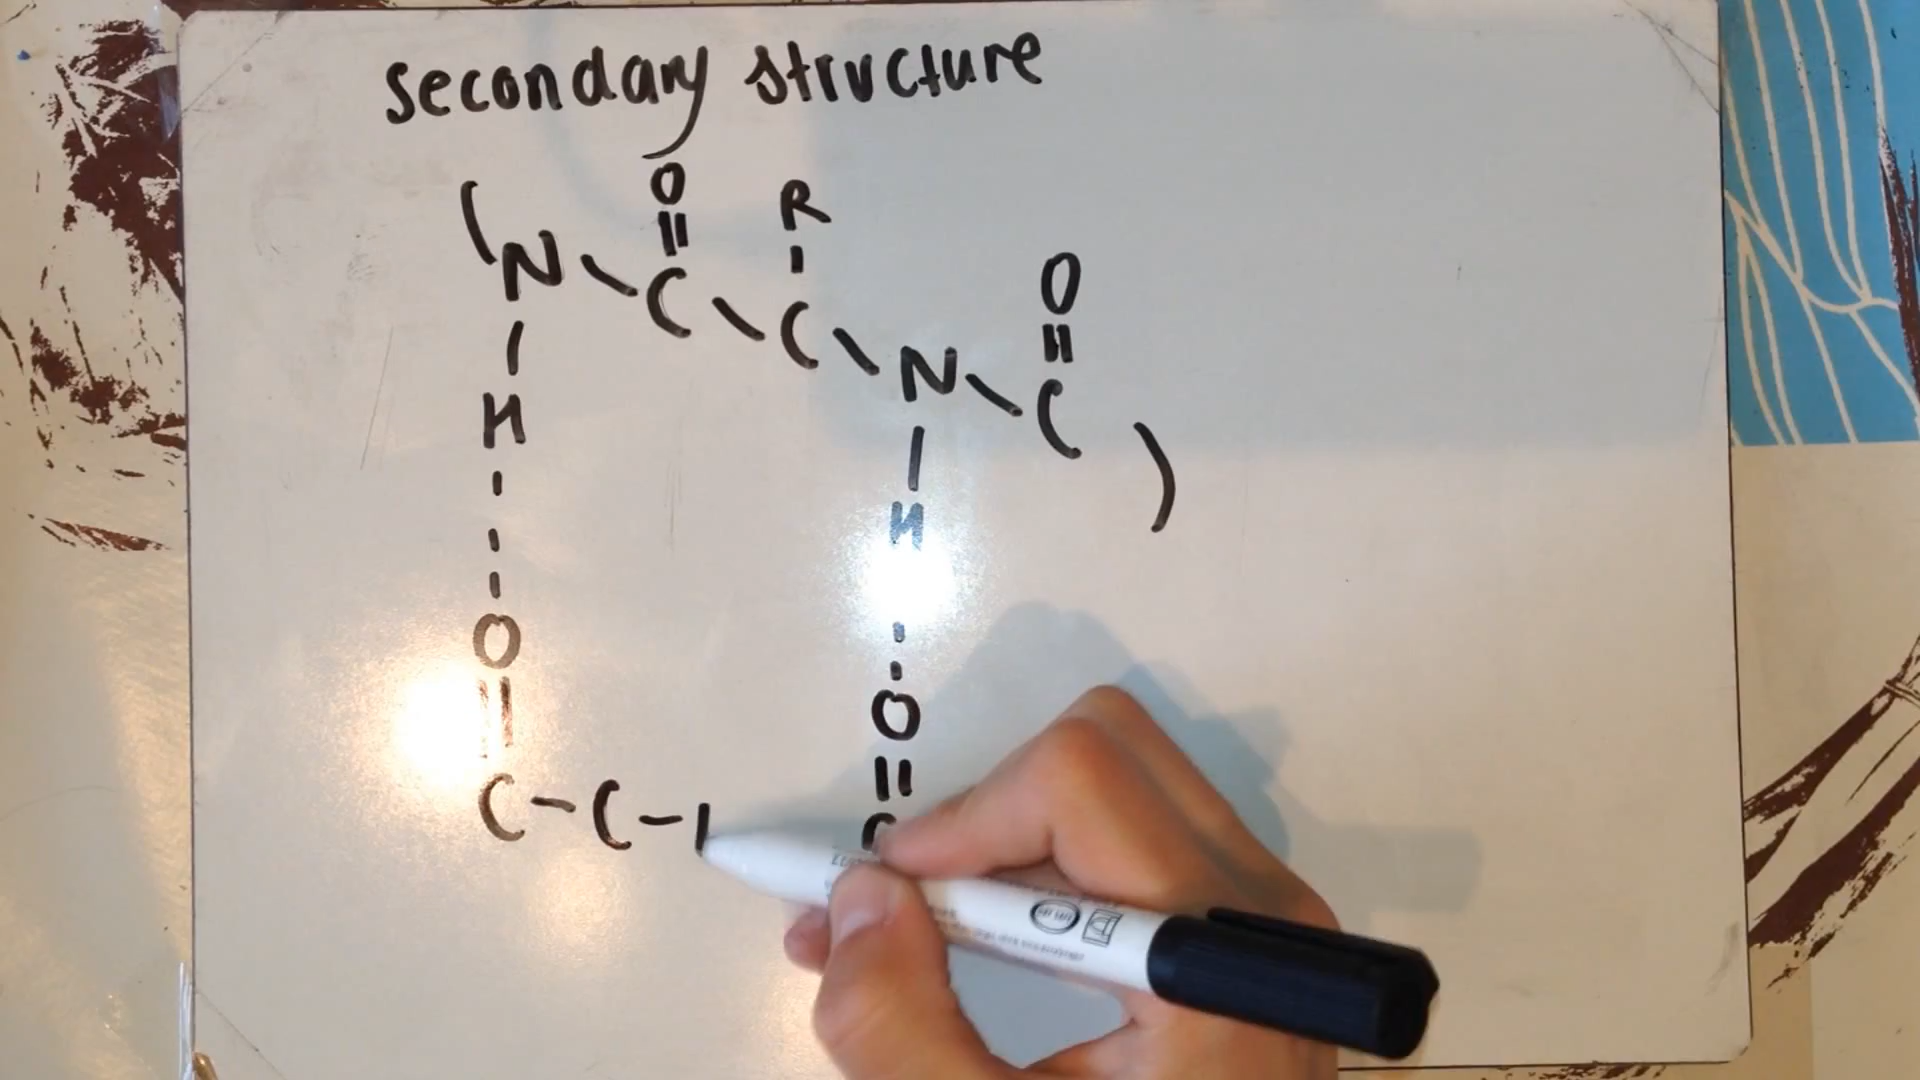 secondary structure
O R
N C C N C O
H H
O O
C - C -